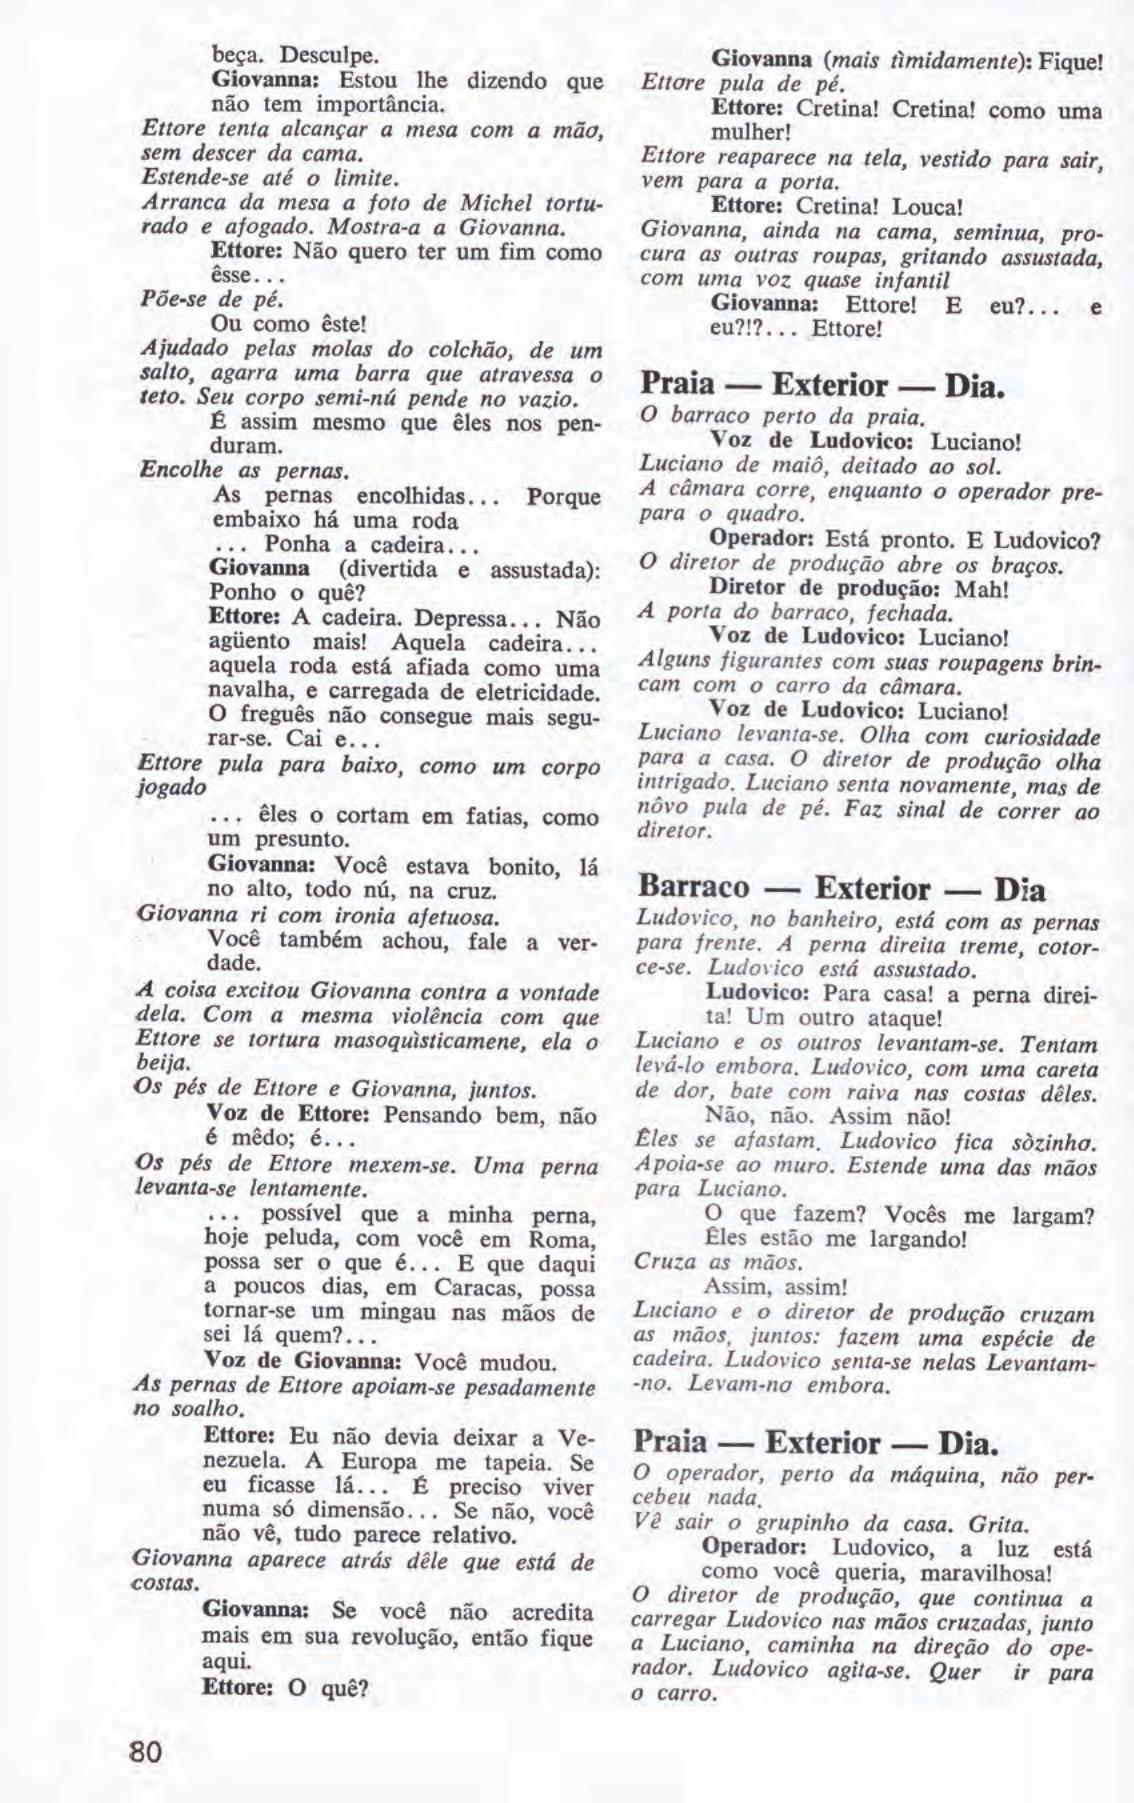 beça. Desculpe.
Giovanna: Estou lhe dizendo que
não tem importância.
Ettore tenta alcançar a mesa com a mão,
sem descer da cama.
Estende-se até o limite.
Arranca da mesa a foto de Michel tortu-
rado e afogado. Mostra-a a Giovanna.
Ettore: Não quero ter um fim como
êsse...
Põe-se de pé.
Ou como êste!
Ajudado pelas molas do colchão, de um
salto, agarra uma barra que atravessa o
teto. Seu corpo semi-nú pende no vazio.
É assim mesmo que êles nos pen-
duram.
Encolhe as pernas.
As pernas encolhidas... Porque
embaixo há uma roda
... Ponha a cadeira...
Giovanna (divertida e assustada):
Ponho o quê?
Ettore: A cadeira. Depressa... Não
agüento mais! Aquela cadeira...
aquela roda está afiada como uma
navalha, e carregada de eletricidade.
O freguês não consegue mais segu-
rar-se. Cai e...
Ettore pula para baixo, como um corpo
jogado
... êles o cortam em fatias, como
um presunto.
Giovanna: Você estava bonito, lá
no alto, todo nú, na cruz.
Giovanna ri com ironia afetuosa.
Você também achou, fale a ver-
dade.
A coisa excitou Giovanna contra a vontade
dela. Com a mesma violência com que
Ettore se tortura masoquìsticamene, ela o
beija.
Os pés de Ettore e Giovanna, juntos.
Voz de Ettore: Pensando bem, não
é mêdo; é...
Os pés de Ettore mexem-se. Uma perna
levanta-se lentamente.
... possível que a minha perna,
hoje peluda, com você em Roma,
possa ser o que é... E que daqui
a poucos dias, em Caracas, possa
tornar-se um mingau nas mãos de
sei lá quem?...
Voz de Giovanna: Você mudou.
As pernas de Ettore apoiam-se pesadamente
no soalho.
Ettore: Eu não devia deixar a Ve-
nezuela. A Europa me tapeia. Se
eu ficasse lá... É preciso viver
numa só dimensão... Se não, você
não vê, tudo parece relativo.
Giovanna aparece atrás dêle que está de
costas.
Giovanna: Se você não acredita
mais em sua revolução, então fique
aqui.
Ettore: O quê?
Giovanna (mais tìmidamente): Fique!
Ettore pula de pé.
Ettore: Cretina! Cretina! como uma
mulher!
Ettore reaparece na tela, vestido para sair,
vem para a porta.
Ettore: Cretina! Louca!
Giovanna, ainda na cama, seminua, pro-
cura as outras roupas, gritando assustada,
com uma voz quase infantil
Giovanna: Ettore! E eu?... e
eu?!?... Ettore!
Praia — Exterior — Dia.
O barraco perto da praia.
Voz de Ludovico: Luciano!
Luciano de maiô, deitado ao sol.
A câmara corre, enquanto o operador pre-
para o quadro.
Operador: Está pronto. E Ludovico?
O diretor de produção abre os braços.
Diretor de produção: Mah!
A porta do barraco, fechada.
Voz de Ludovico: Luciano!
Alguns figurantes com suas roupagens brin-
cam com o carro da câmara.
Voz de Ludovico: Luciano!
Luciano levanta-se. Olha com curiosidade
para a casa. O diretor de produção olha
intrigado. Luciano senta novamente, mas de
nôvo pula de pé. Faz sinal de correr ao
diretor.
Barraco — Exterior — Dia
Ludovico, no banheiro, está com as pernas
para frente. A perna direita treme, cotor-
ce-se. Ludovico está assustado.
Ludovico: Para casa! a perna direi-
ta! Um outro ataque!
Luciano e os outros levantam-se. Tentam
levá-lo embora. Ludovico, com uma careta
de dor, bate com raiva nas costas dêles.
Não, não. Assim não!
Êles se afastam. Ludovico fica sòzinho.
Apoia-se ao muro. Estende uma das mãos
para Luciano.
O que fazem? Vocês me largam?
Êles estão me largando!
Cruza as mãos.
Assim, assim!
Luciano e o diretor de produção cruzam
as mãos, juntos: fazem uma espécie de
cadeira. Ludovico senta-se nelas Levantam-
-no. Levam-no embora.
Praia — Exterior — Dia.
O operador, perto da máquina, não per-
cebeu nada.
Vê sair o grupinho da casa. Grita.
Operador: Ludovico, a luz está
como você queria, maravilhosa!
O diretor de produção, que continua a
carregar Ludovico nas mãos cruzadas, junto
a Luciano, caminha na direção do ope-
rador. Ludovico agita-se. Quer ir para
o carro.
80